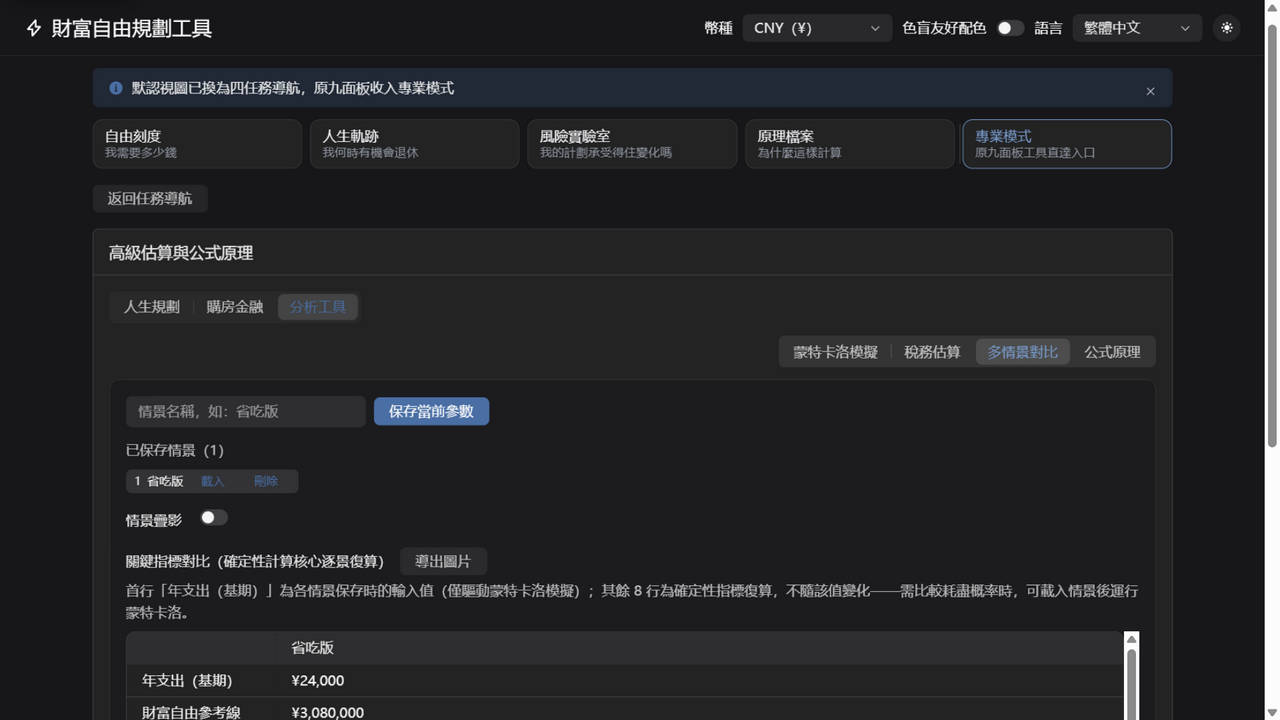 財富自由規劃工具
幣種 CNY (¥) 色盲友好配色 語言 繁體中文
默認視圖已換為四任務導航，原九面板收入專業模式
自由刻度
我需要多少錢
人生軌跡
我何時有機會退休
風險實驗室
我的計劃承受得住變化嗎
原理檔案
為什麼這樣計算
專業模式
原九面板工具直達入口
返回任務導航
高級估算與公式原理
人生規劃 購房金融 分析工具
蒙特卡洛模擬 稅務估算 多情景對比 公式原理
情景名稱，如：省吃版 保存當前參數
已保存情景（1）
1 省吃版 載入 刪除
情景疊影
關鍵指標對比（確定性計算核心逐景復算） 導出圖片
首行「年支出（基期）」為各情景保存時的輸入值（僅驅動蒙特卡洛模擬）；其餘 8 行為確定性指標復算，不隨該值變化——需比較耗盡概率時，可載入情景後運行
蒙特卡洛。
省吃版
年支出（基期） ¥24,000
財富自由參考線 ¥3,080,000